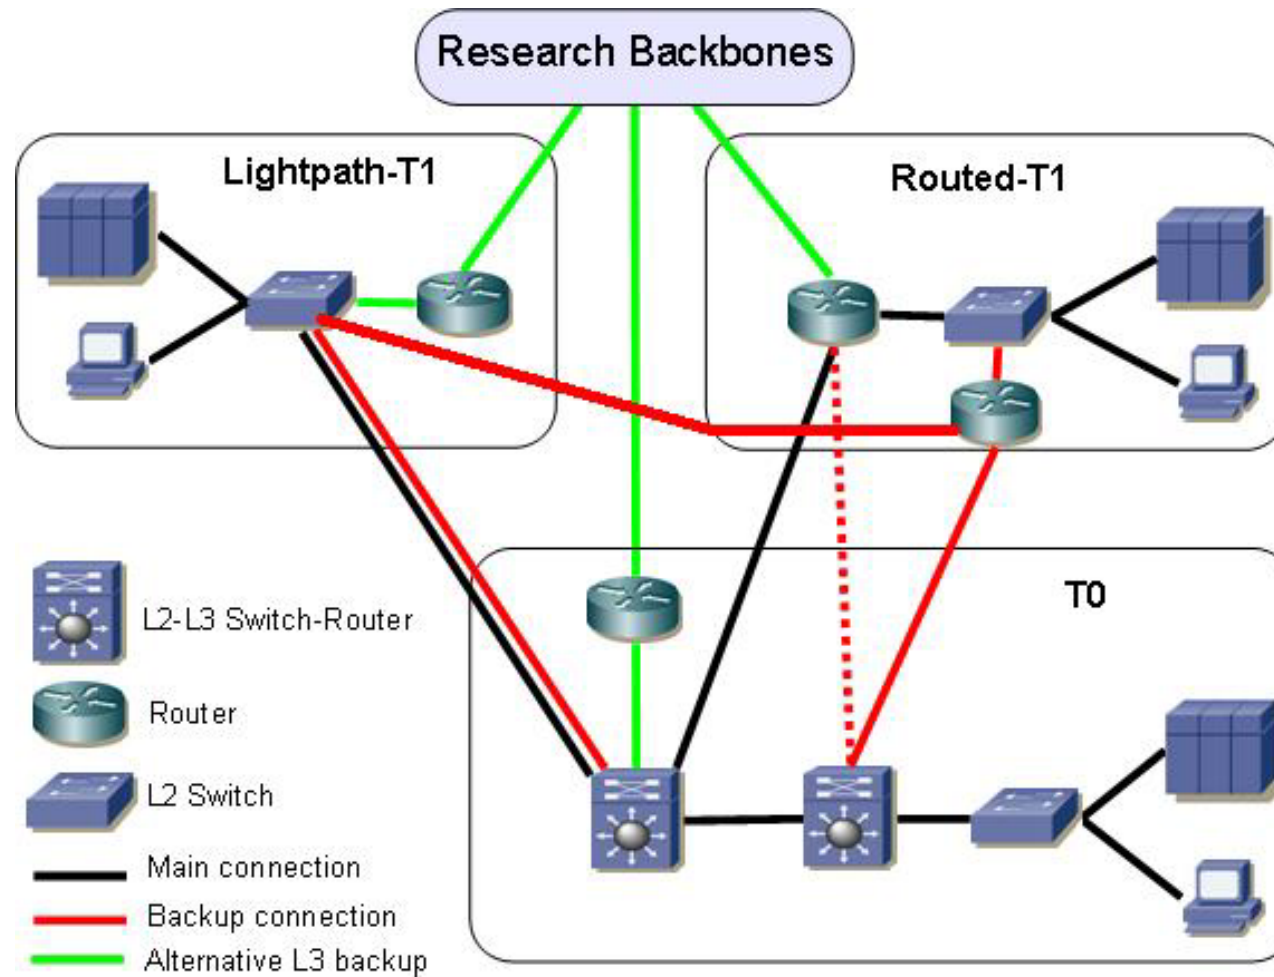 Research Backbones
Lightpath-T1
Routed-T1
T0
L2-L3 Switch-Router
Router
L2 Switch
Main connection
Backup connection
Alternative L3 backup